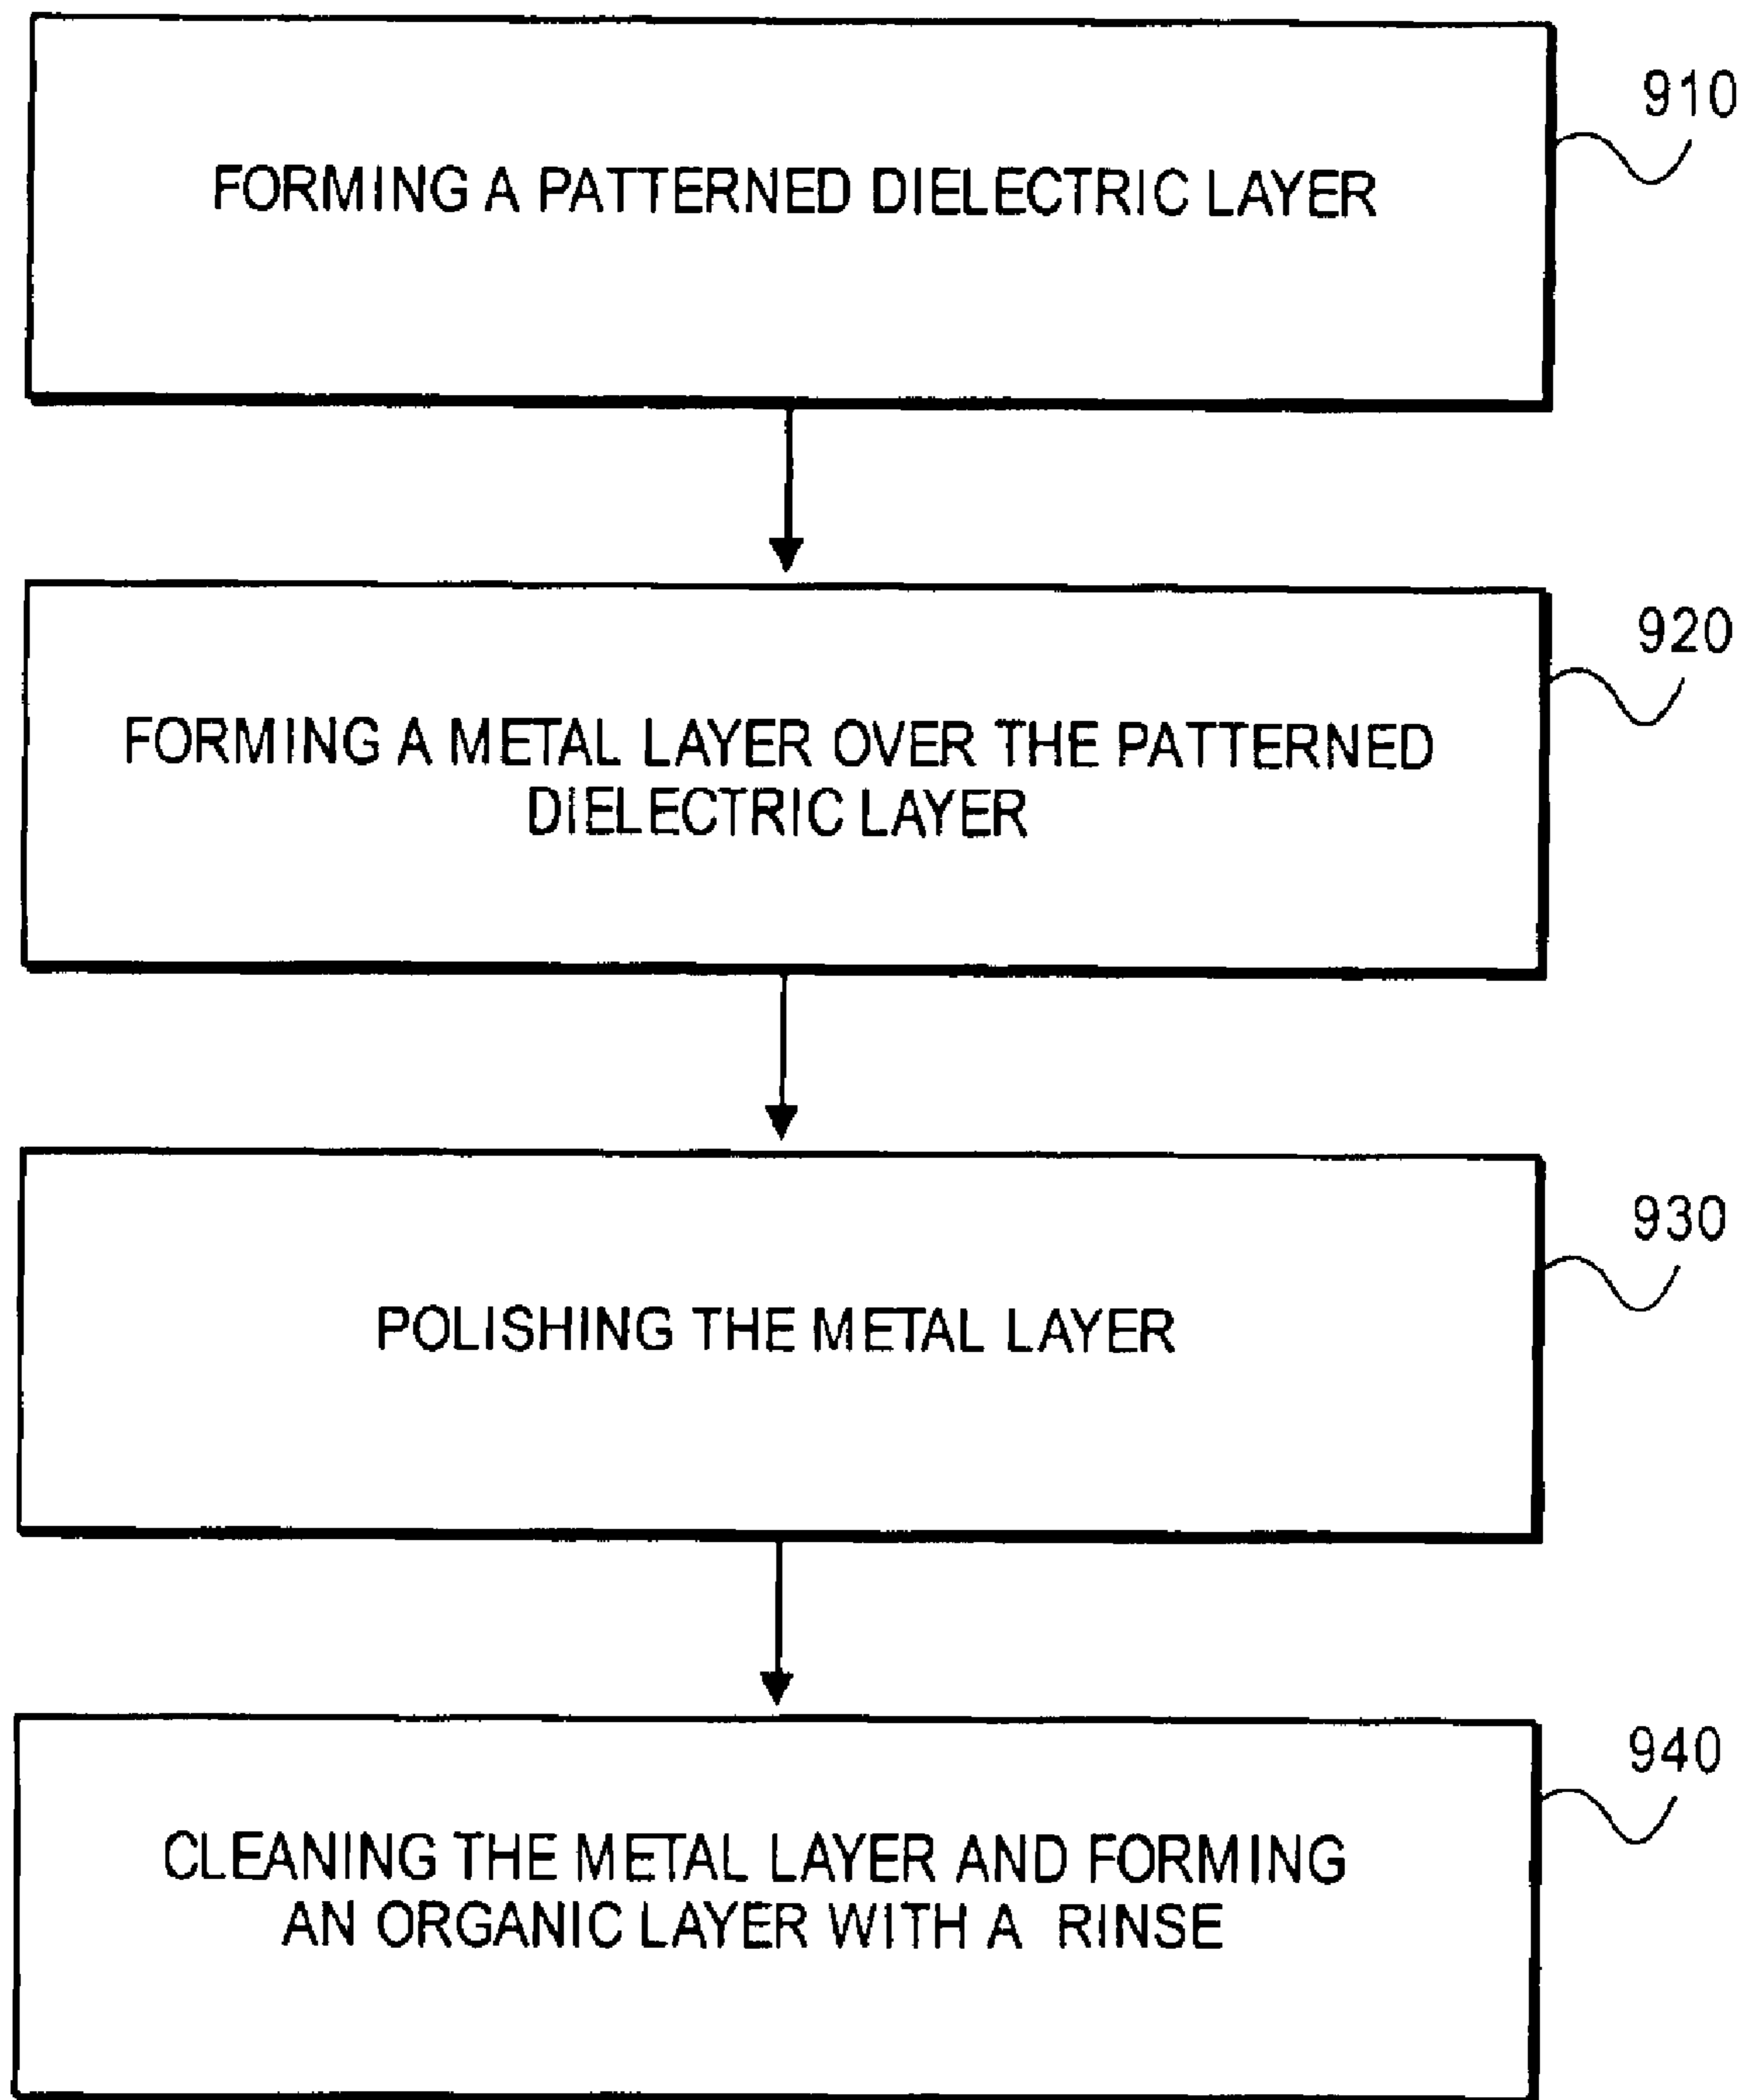 910
FORMING A PATTERNED DIELECTRIC LAYER
920
FORMING A METAL LAYER OVER THE PATTERNED
DIELECTRIC LAYER
930
POLISHING THE METAL LAYER
940
CLEANING THE METAL LAYER AND FORMING
AN ORGANIC LAYER WITH A RINSE